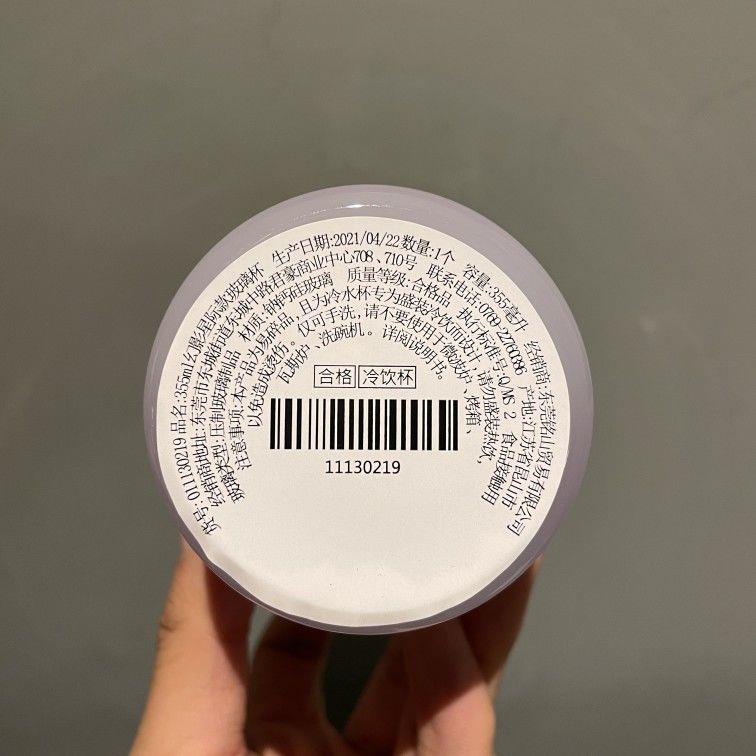 货号:011130219 品名:355ml幻影星际款玻璃杯 生产日期:2021/04/22 数量:1个 容量:355毫升 经销商:东莞铭山贸易有限公司
经销商地址:东莞市东城街道东城中路君豪商业中心708、710号 联系电话:0769-22760086 产地:江苏省昆山市
玻璃类型:压制玻璃制品 材质:钠钙硅玻璃 质量等级:合格品 执行标准号:Q/MS 2 食品接触用
注意事项:本产品为易碎品,且为冷水杯专为盛装冷饮而设计,请勿盛装热饮,
以免造成烫伤。仅可手洗,请不要使用于微波炉、烤箱、
瓦斯炉、洗碗机。详阅说明书。
合格 冷饮杯
11130219